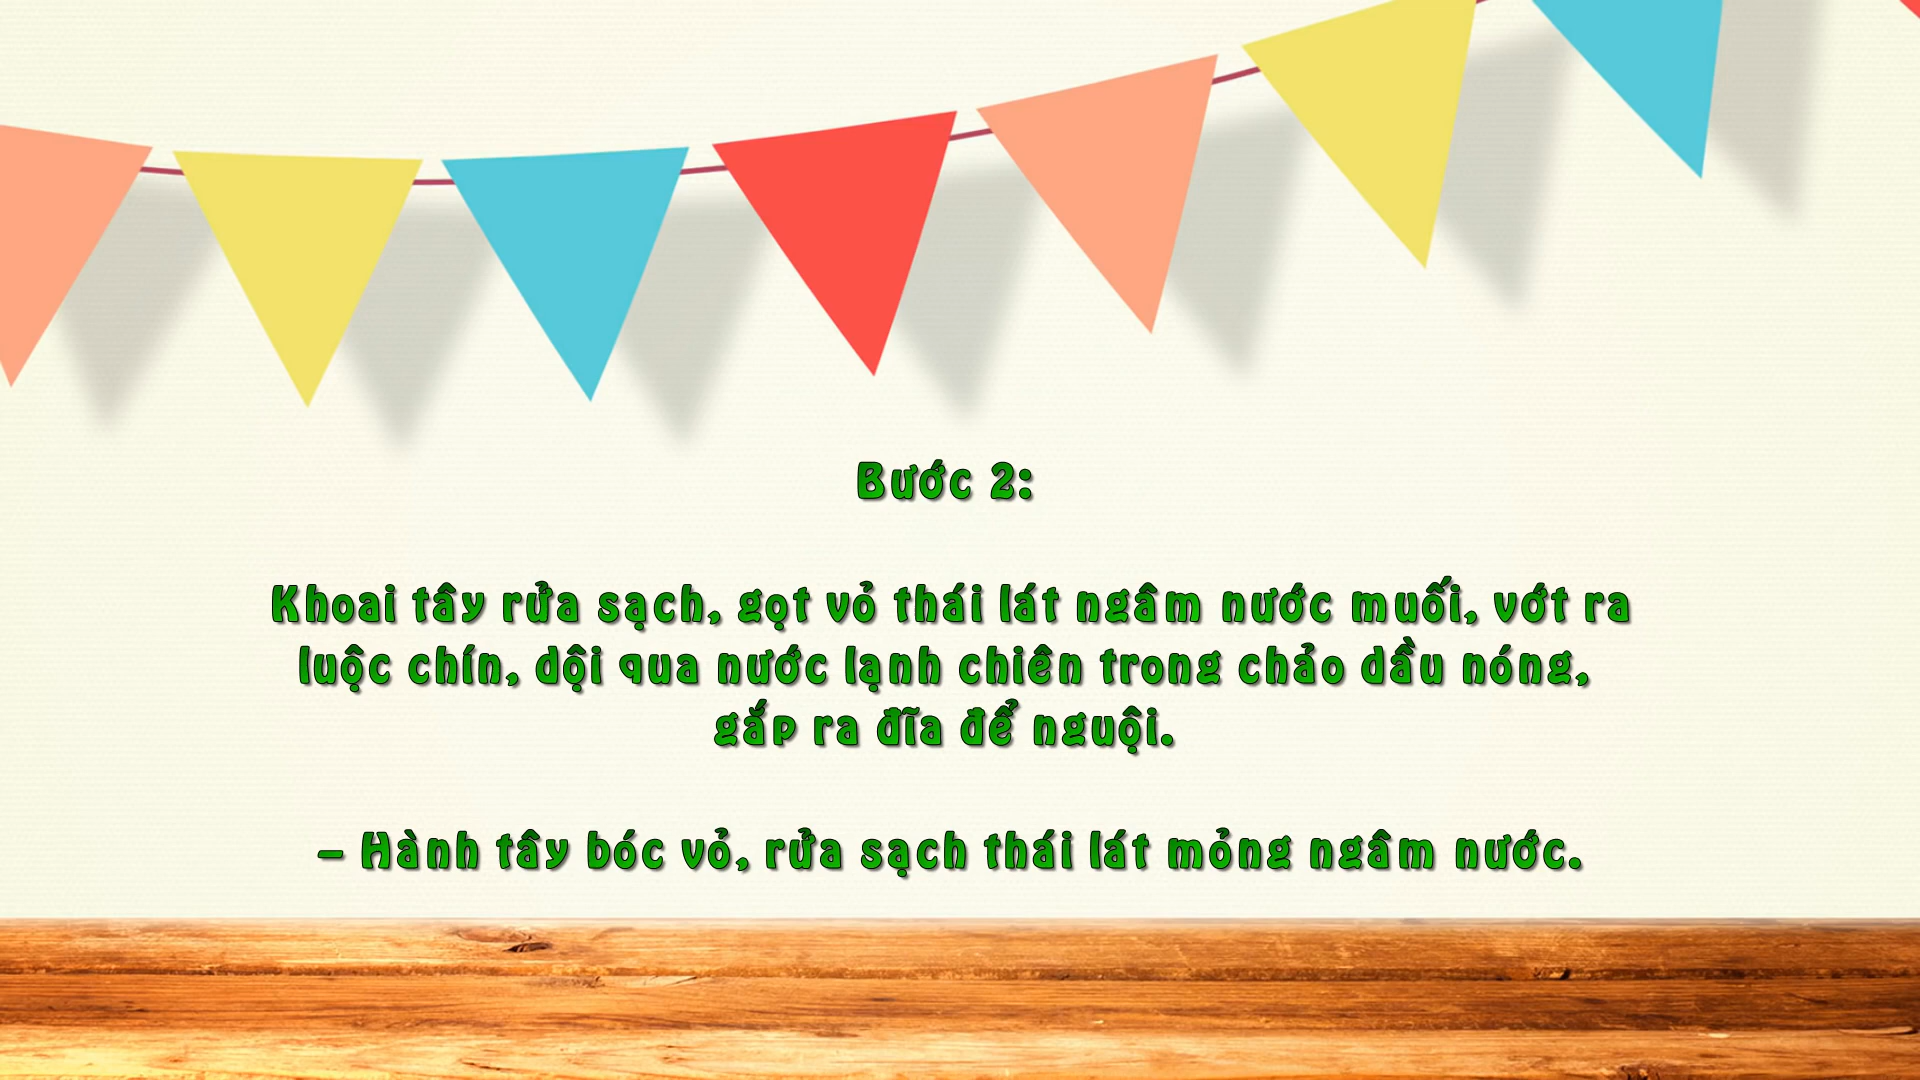 Bước 2:
Khoai tây rửa sạch, gọt vỏ thái lát ngâm nước muối, vớt ra
luộc chín, dội qua nước lạnh chiên trong chảo dầu nóng,
gắp ra đĩa để nguội.
– Hành tây bóc vỏ, rửa sạch thái lát mỏng ngâm nước.